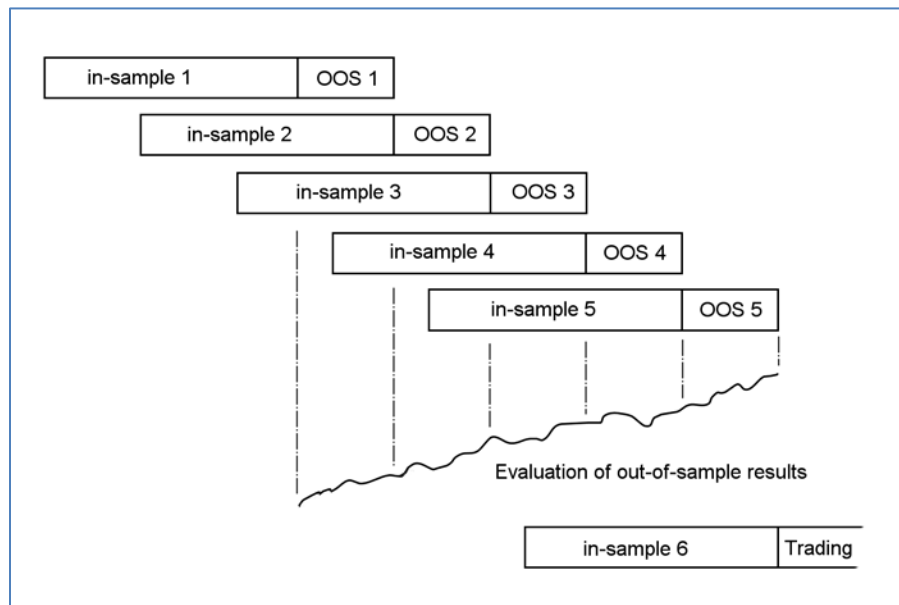 in-sample 1 OOS 1
in-sample 2 OOS 2
in-sample 3 OOS 3
in-sample 4 OOS 4
in-sample 5 OOS 5
Evaluation of out-of-sample results
in-sample 6 Trading